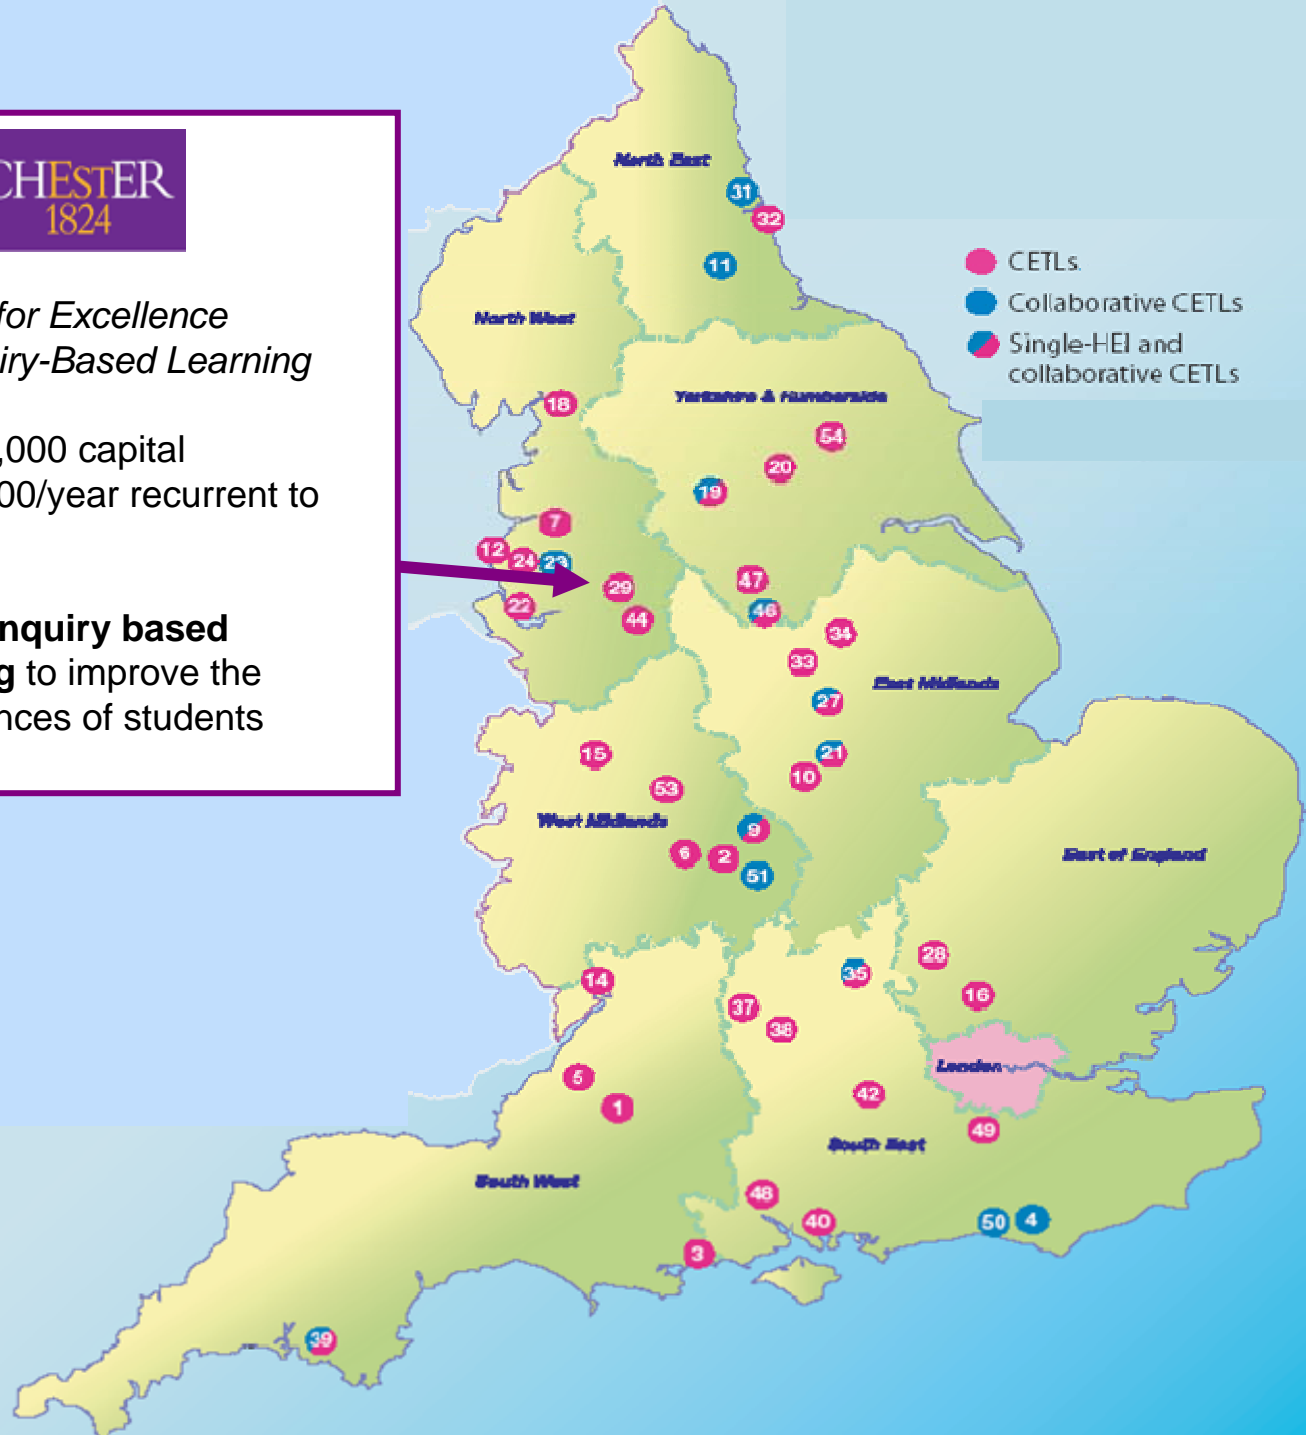 CHEstER
1824
for Excellence
iry-Based Learning
,000 capital
00/year recurrent to
nquiry based
g to improve the
nces of students
North East
31
32
11
CETLs
Collaborative CETLs
Single-HEI and
collaborative CETLs
North West
18
Yorkshire & Humberside
54
20
19
7
12
24
23
29
22
44
47
46
34
33
East Midlands
27
21
10
15
53
West Midlands
9
6
2
51
East of England
28
16
35
14
37
38
London
5
1
42
49
South East
South West
48
40
50
4
3
39